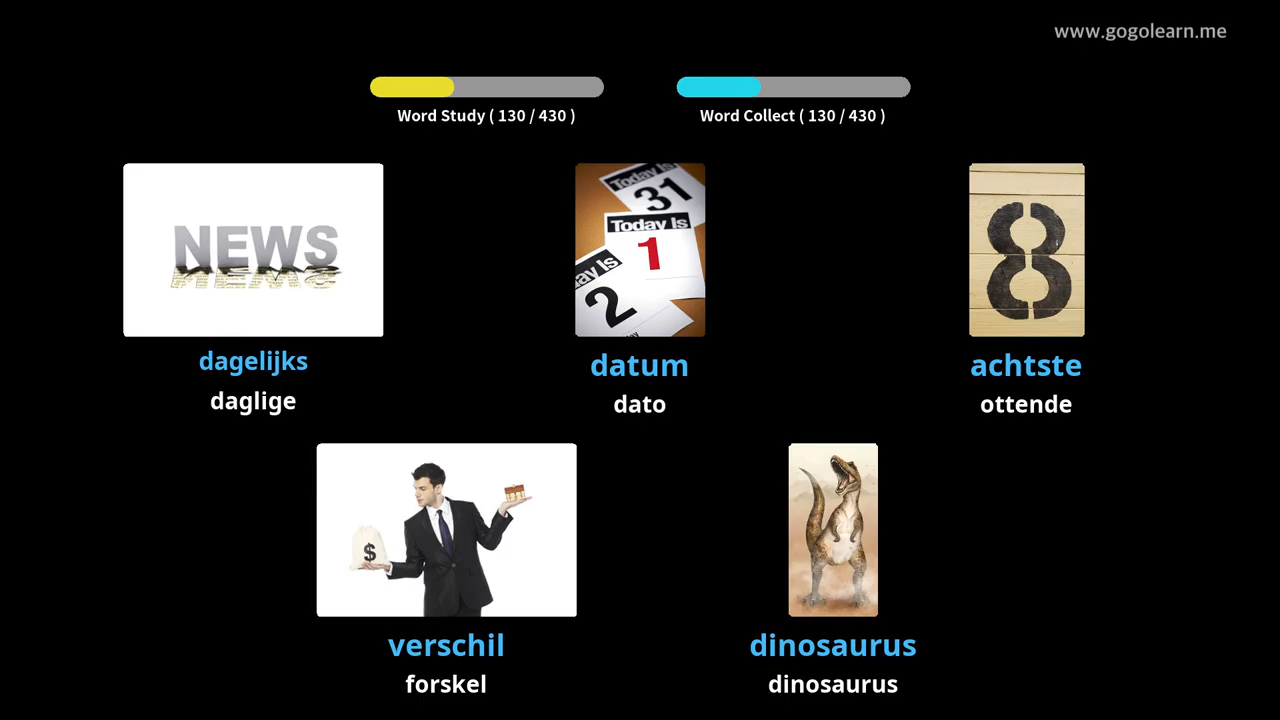 www.gogolearn.me
Word Study ( 130 / 430 )
Word Collect ( 130 / 430 )
NEWS
Today Is
31
Today Is
1
ay Is
2
8
dagelijks
daglige
datum
dato
achtste
ottende
$
verschil
forskel
dinosaurus
dinosaurus